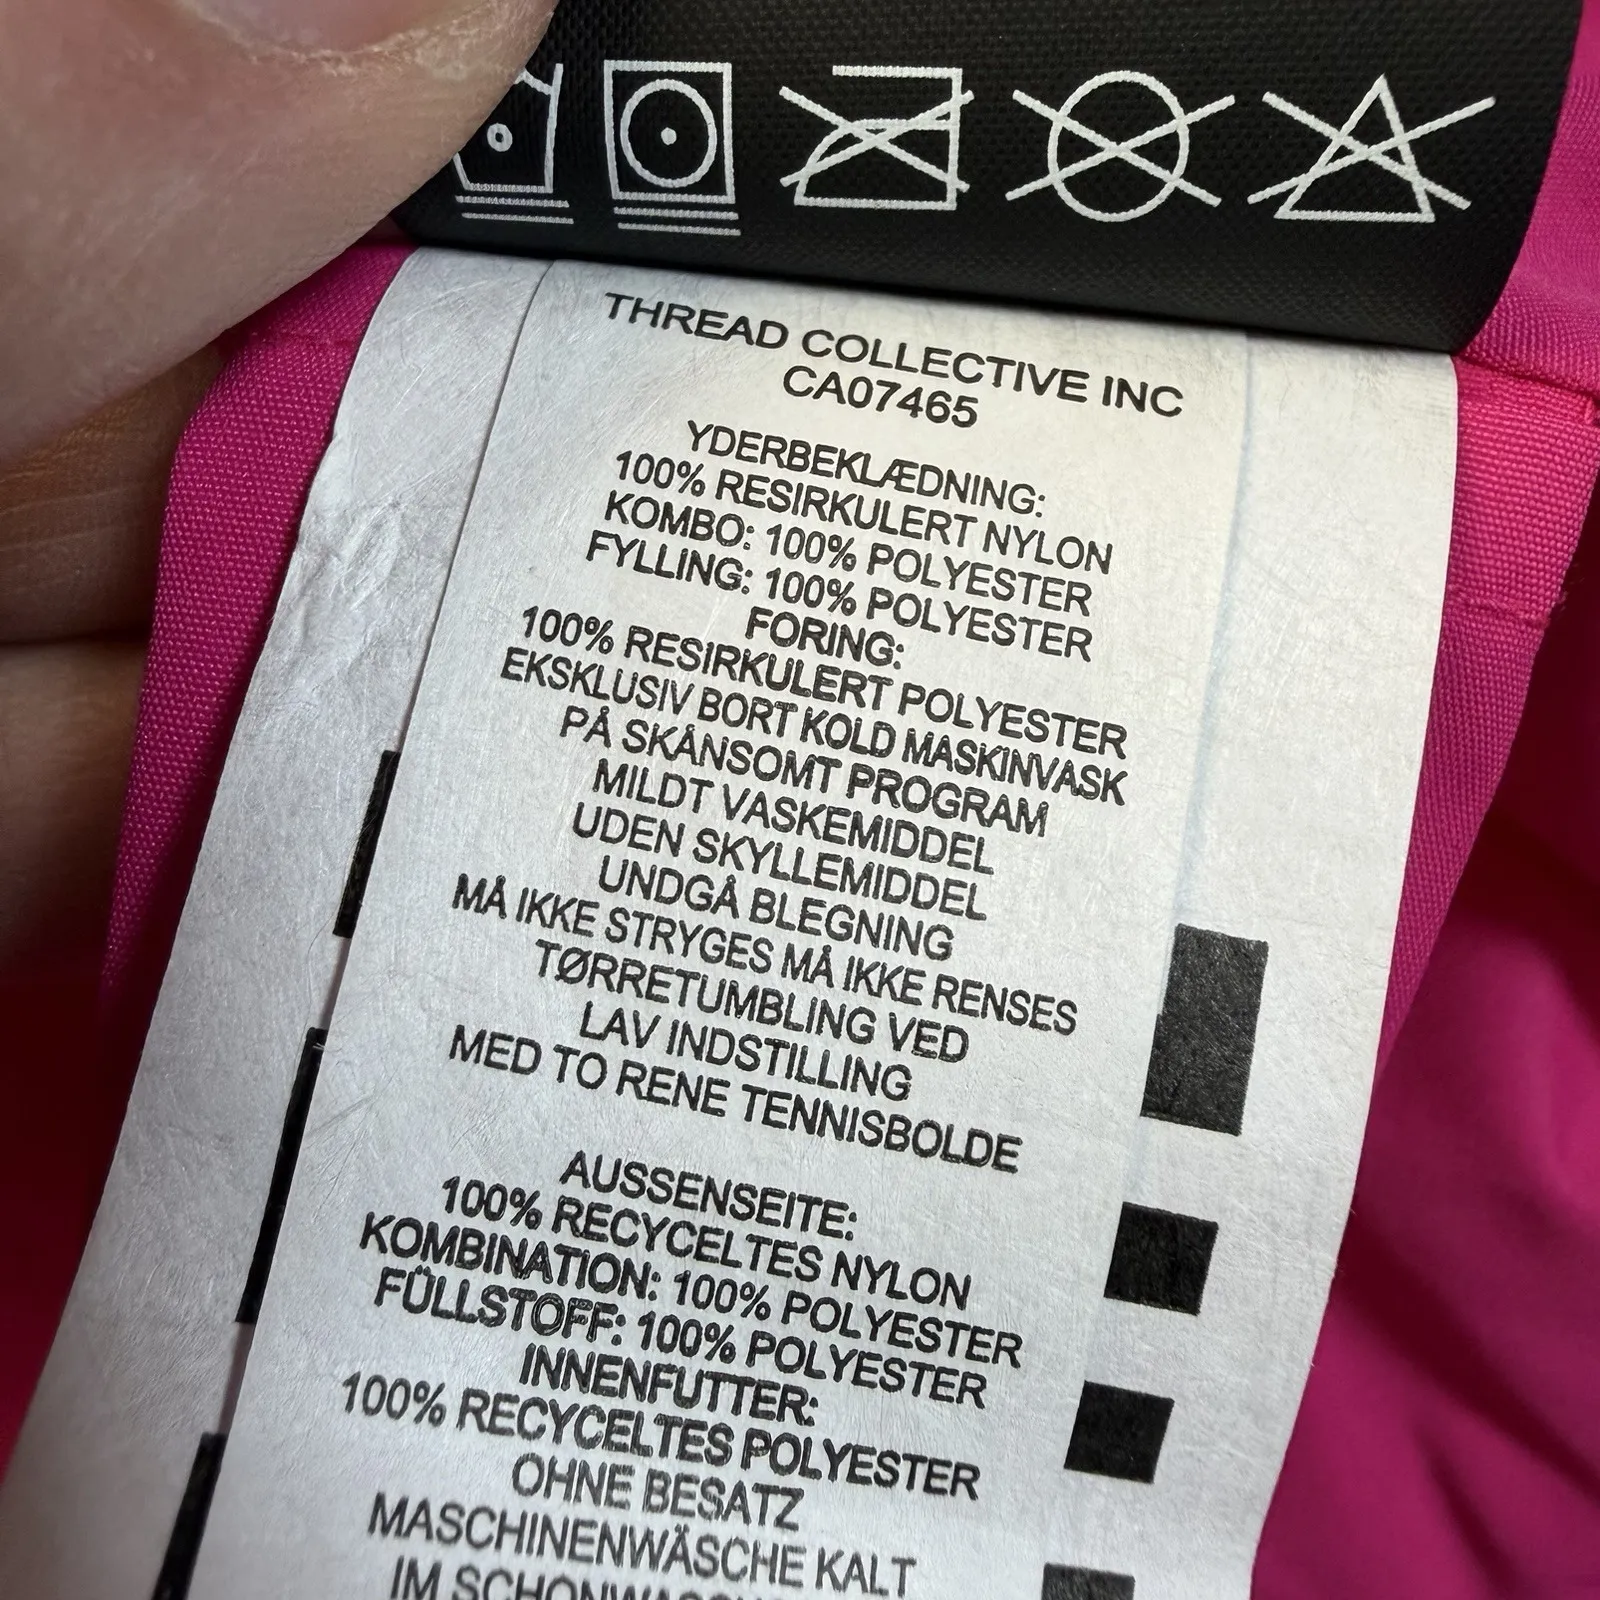 THREAD COLLECTIVE INC
CA07465
YDERBEKLÆDNING:
100% RESIRKULERT NYLON
KOMBO: 100% POLYESTER
FYLLING: 100% POLYESTER
FORING:
100% RESIRKULERT POLYESTER
EKSKLUSIV BORT KOLD MASKINVASK
PÅ SKÅNSOMT PROGRAM
MILDT VASKEMIDDEL
UDEN SKYLLEMIDDEL
UNDGÅ BLEGNING
MÅ IKKE STRYGES MÅ IKKE RENSES
TØRRETUMBLING VED
LAV INDSTILLING
MED TO RENE TENNISBOLDE
AUSSENSEITE:
100% RECYCELTES NYLON
KOMBINATION: 100% POLYESTER
FÜLLSTOFF: 100% POLYESTER
INNENFUTTER:
100% RECYCELTES POLYESTER
OHNE BESATZ
MASCHINENWÄSCHE KALT
IM